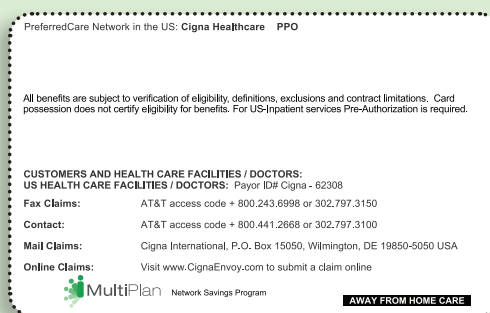 PreferredCare Network in the US: Cigna Healthcare PPO
All benefits are subject to verification of eligibility, definitions, exclusions and contract limitations. Card
possession does not certify eligibility for benefits. For US-Inpatient services Pre-Authorization is required.
CUSTOMERS AND HEALTH CARE FACILITIES / DOCTORS:
US HEALTH CARE FACILITIES / DOCTORS: Payor ID# Cigna - 62308
Fax Claims: AT&T access code + 800.243.6998 or 302.797.3150
Contact: AT&T access code + 800.441.2668 or 302.797.3100
Mail Claims: Cigna International, P.O. Box 15050, Wilmington, DE 19850-5050 USA
Online Claims: Visit www.CignaEnvoy.com to submit a claim online
MultiPlan Network Savings Program
AWAY FROM HOME CARE